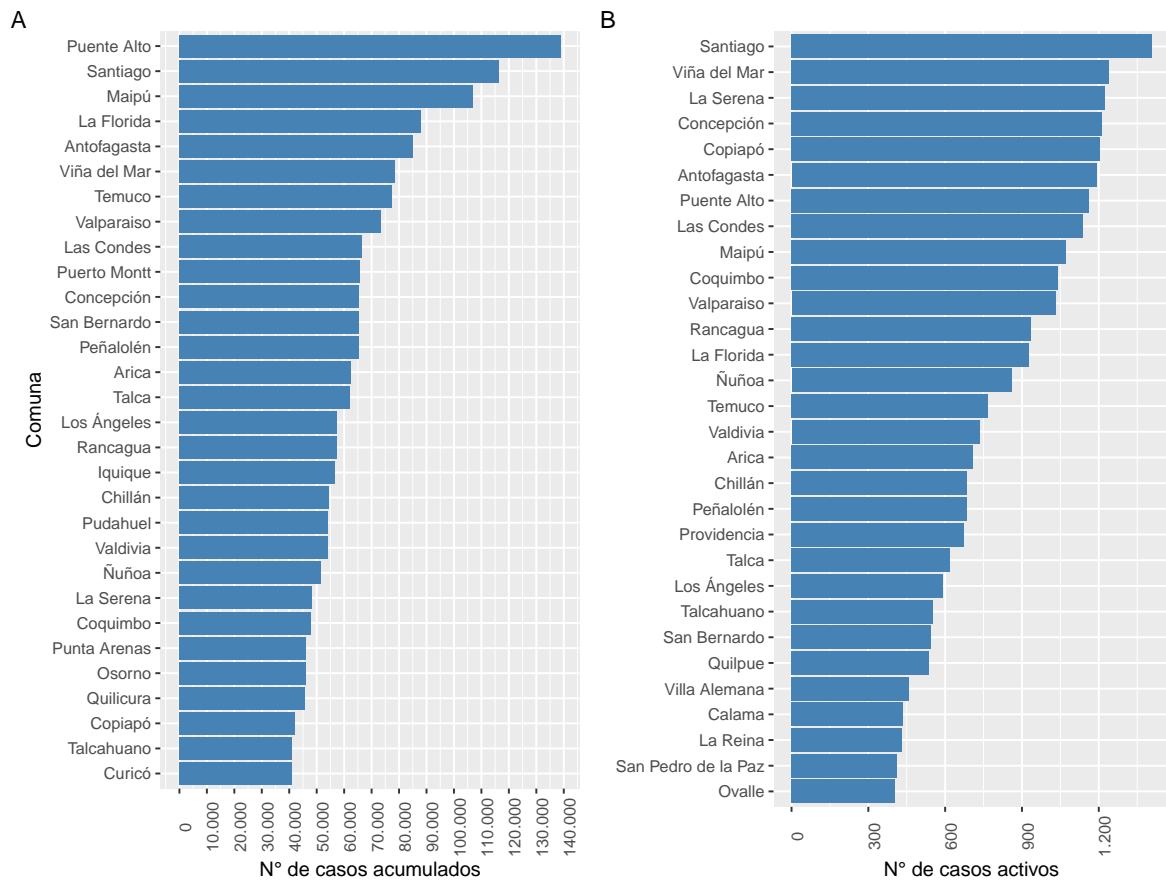 A
Puente Alto
Santiago
Maipú
La Florida
Antofagasta
Viña del Mar
Temuco
Valparaiso
Las Condes
Puerto Montt
Concepción
San Bernardo
Peñalolén
Arica
Talca
Los Ángeles
Rancagua
Iquique
Chillán
Pudahuel
Valdivia
Ñuñoa
La Serena
Coquimbo
Punta Arenas
Osorno
Quilicura
Copiapó
Talcahuano
Curicó
Comuna
0
10.000
20.000
30.000
40.000
50.000
60.000
70.000
80.000
90.000
100.000
110.000
120.000
130.000
140.000
N° de casos acumulados
B
Santiago
Viña del Mar
La Serena
Concepción
Copiapó
Antofagasta
Puente Alto
Las Condes
Maipú
Coquimbo
Valparaiso
Rancagua
La Florida
Ñuñoa
Temuco
Valdivia
Arica
Chillán
Peñalolén
Providencia
Talca
Los Ángeles
Talcahuano
San Bernardo
Quilpue
Villa Alemana
Calama
La Reina
San Pedro de la Paz
Ovalle
0
300
600
900
1.200
N° de casos activos